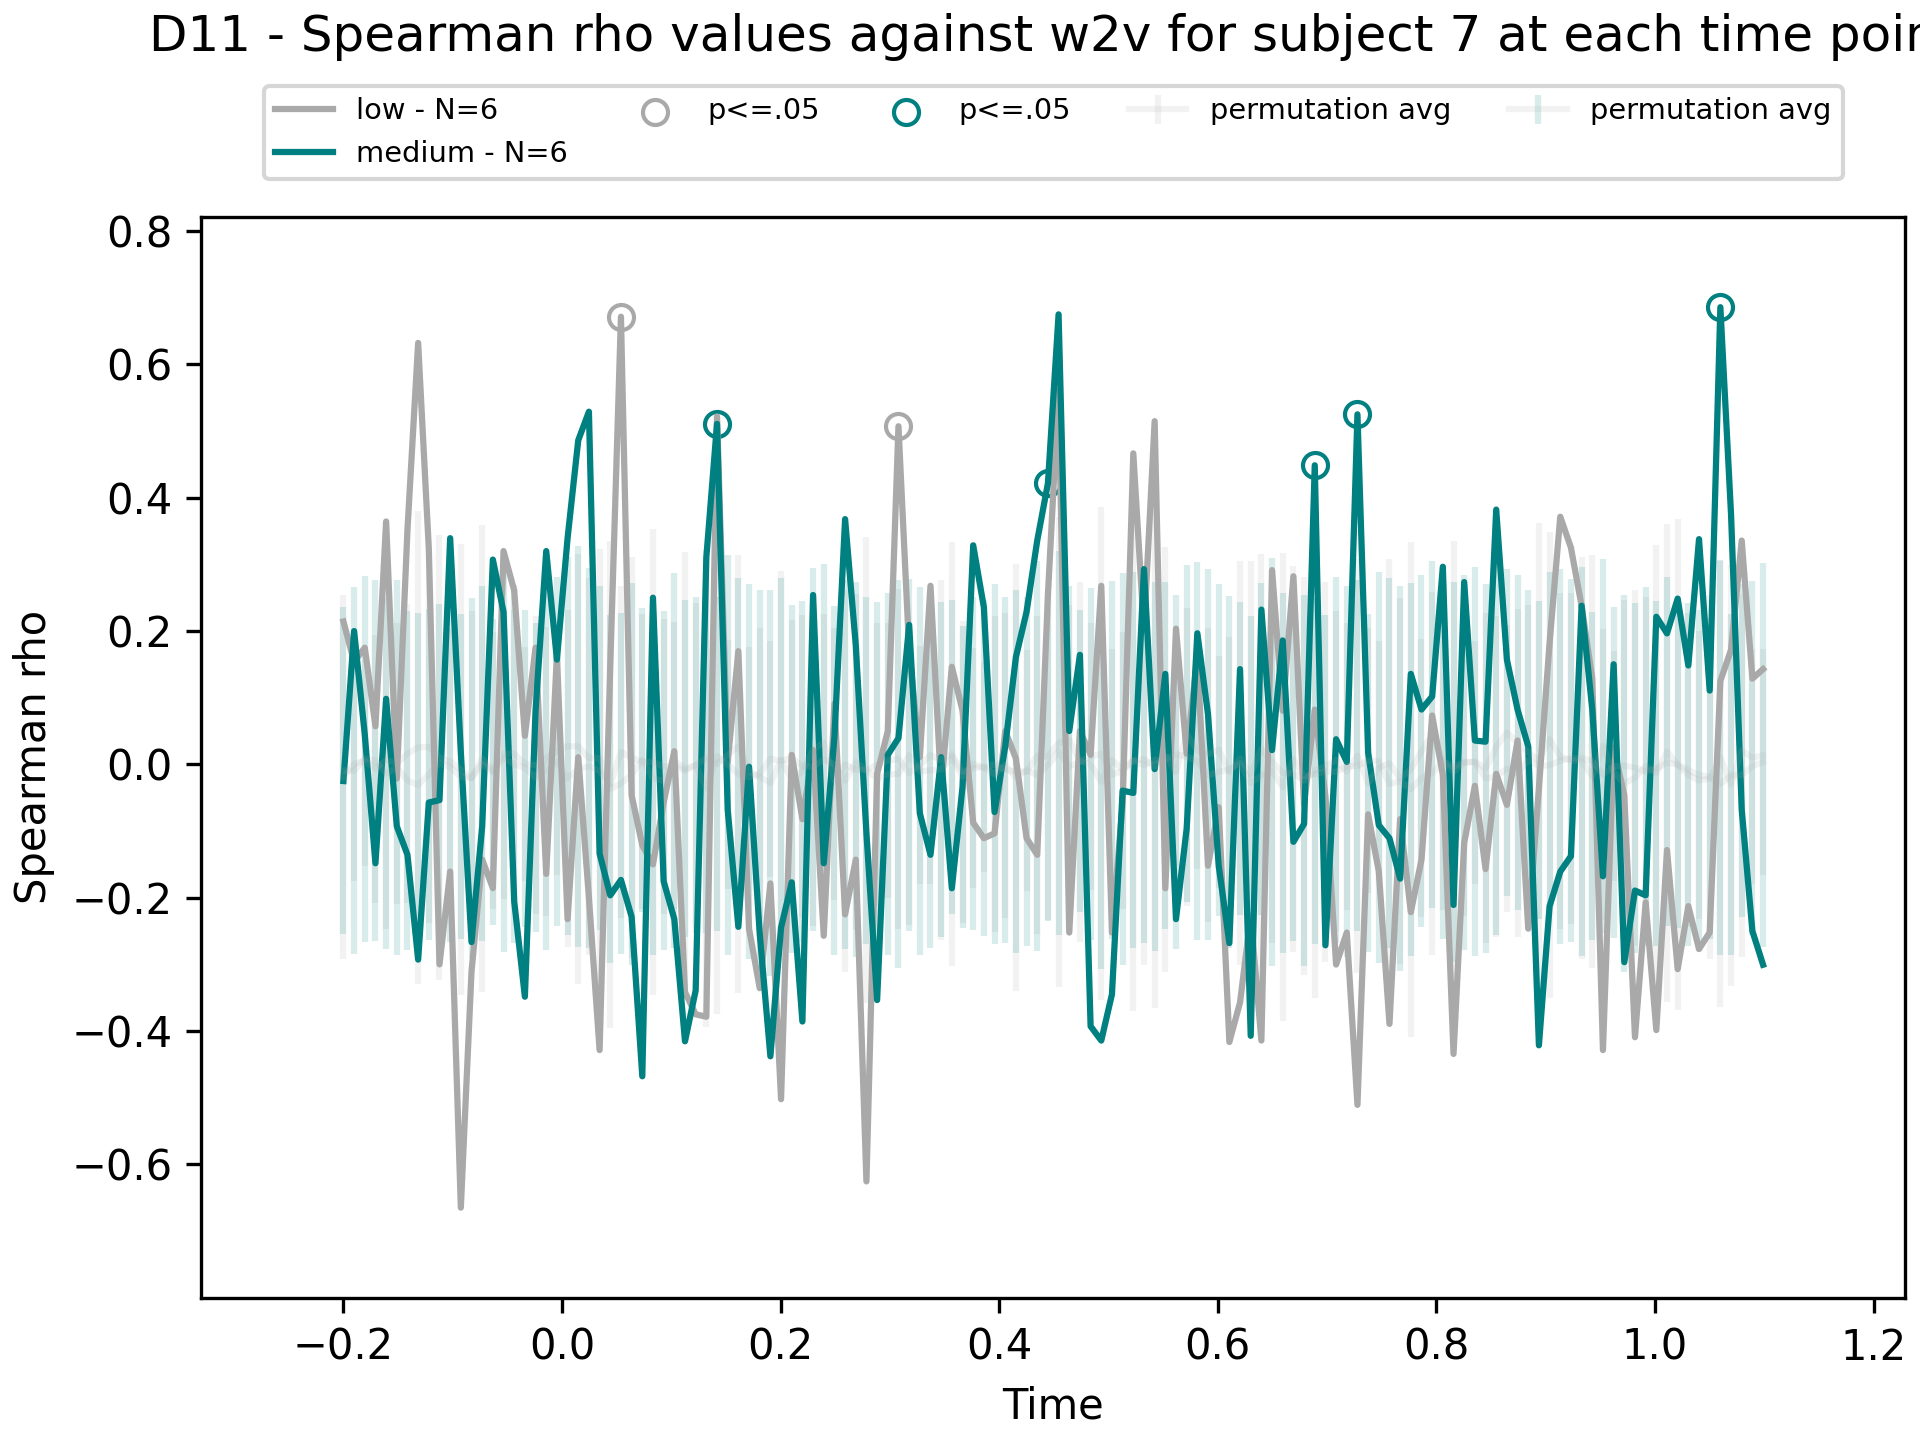 D11 - Spearman rho values against w2v for subject 7 at each time poin
low - N=6
medium - N=6
p<=.05
p<=.05
permutation avg
permutation avg
Spearman rho
0.8
0.6
0.4
0.2
0.0
−0.2
−0.4
−0.6
−0.2
0.0
0.2
0.4
0.6
0.8
1.0
1.2
Time